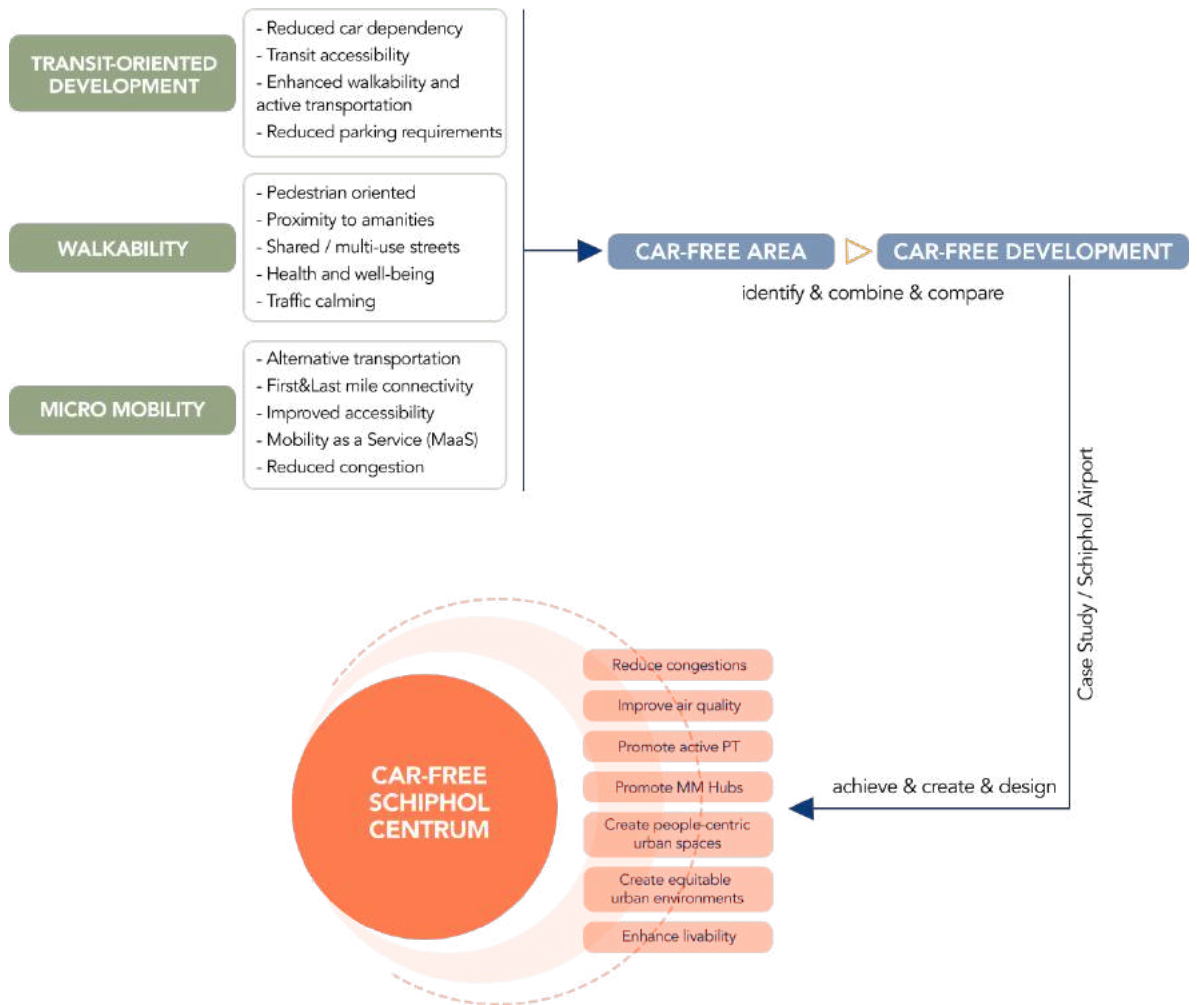 TRANSIT-ORIENTED
DEVELOPMENT
- Reduced car dependency
- Transit accessibility
- Enhanced walkability and
active transportation
- Reduced parking requirements
WALKABILITY
- Pedestrian oriented
- Proximity to amanities
- Shared / multi-use streets
- Health and well-being
- Traffic calming
MICRO MOBILITY
- Alternative transportation
- First&Last mile connectivity
- Improved accessibility
- Mobility as a Service (MaaS)
- Reduced congestion
CAR-FREE AREA
CAR-FREE DEVELOPMENT
identify & combine & compare
Case Study / Schiphol Airport
achieve & create & design
Reduce congestions
Improve air quality
Promote active PT
Promote MM Hubs
Create people-centric
urban spaces
Create equitable
urban environments
Enhance livability
CAR-FREE
SCHIPHOL
CENTRUM